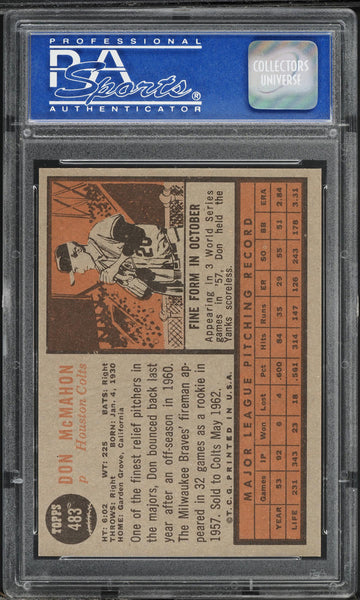 PROFESSIONAL
PSA
Sports
®
AUTHENTICATOR
COLLECTORS
UNIVERSE
TOPPS
483
DON McMAHON
P Houston Colts
HT: 6:02 WT: 225 BATS: Right
THROWS: Right BORN: Jan. 4, 1930
HOME: Garden Grove, California
One of the finest relief pitchers in
the majors, Don bounced back last
year after an off-season in 1960.
The Milwaukee Braves' fireman ap-
peared in 32 games as a rookie in
1957. Sold to Colts May 1962.
©T.C.G. PRINTED IN U.S.A.
20
FINE FORM IN OCTOBER
Appearing in 3 World Series
games in '57, Don held the
Yanks scoreless.
MAJOR LEAGUE PITCHING RECORD
Games IP Won Lost Pct Hits Runs ER SO BB ERA
YEAR 53 92 6 4 .600 84 31 29 55 51 2.84
LIFE 231 343 23 18 .561 314 147 126 243 178 3.31